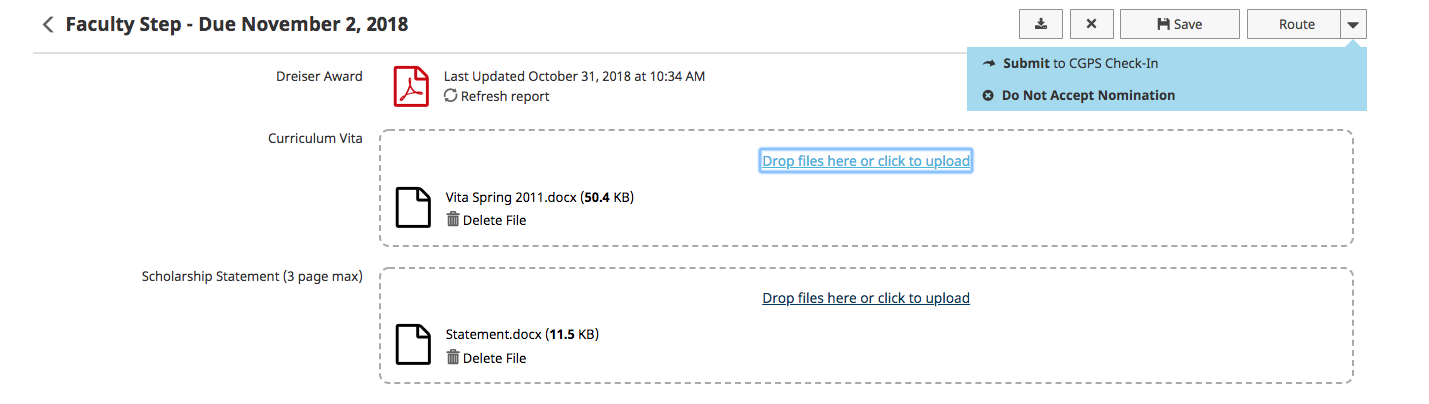 Faculty Step - Due November 2, 2018
Save
Route
Submit to CGPS Check-In
Do Not Accept Nomination
Dreiser Award
Last Updated October 31, 2018 at 10:34 AM
Refresh report
Curriculum Vita
Drop files here or click to upload
Vita Spring 2011.docx (50.4 KB)
Delete File
Scholarship Statement (3 page max)
Drop files here or click to upload
Statement.docx (11.5 KB)
Delete File